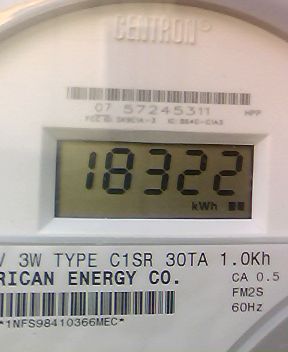 CENTRON®
07 57245311 HPP
18322
kWh
V 3W TYPE C1SR 30TA 1.0Kh
RICAN ENERGY CO. CA 0.5
FM2S
60Hz
*1NFS98410366MEC*